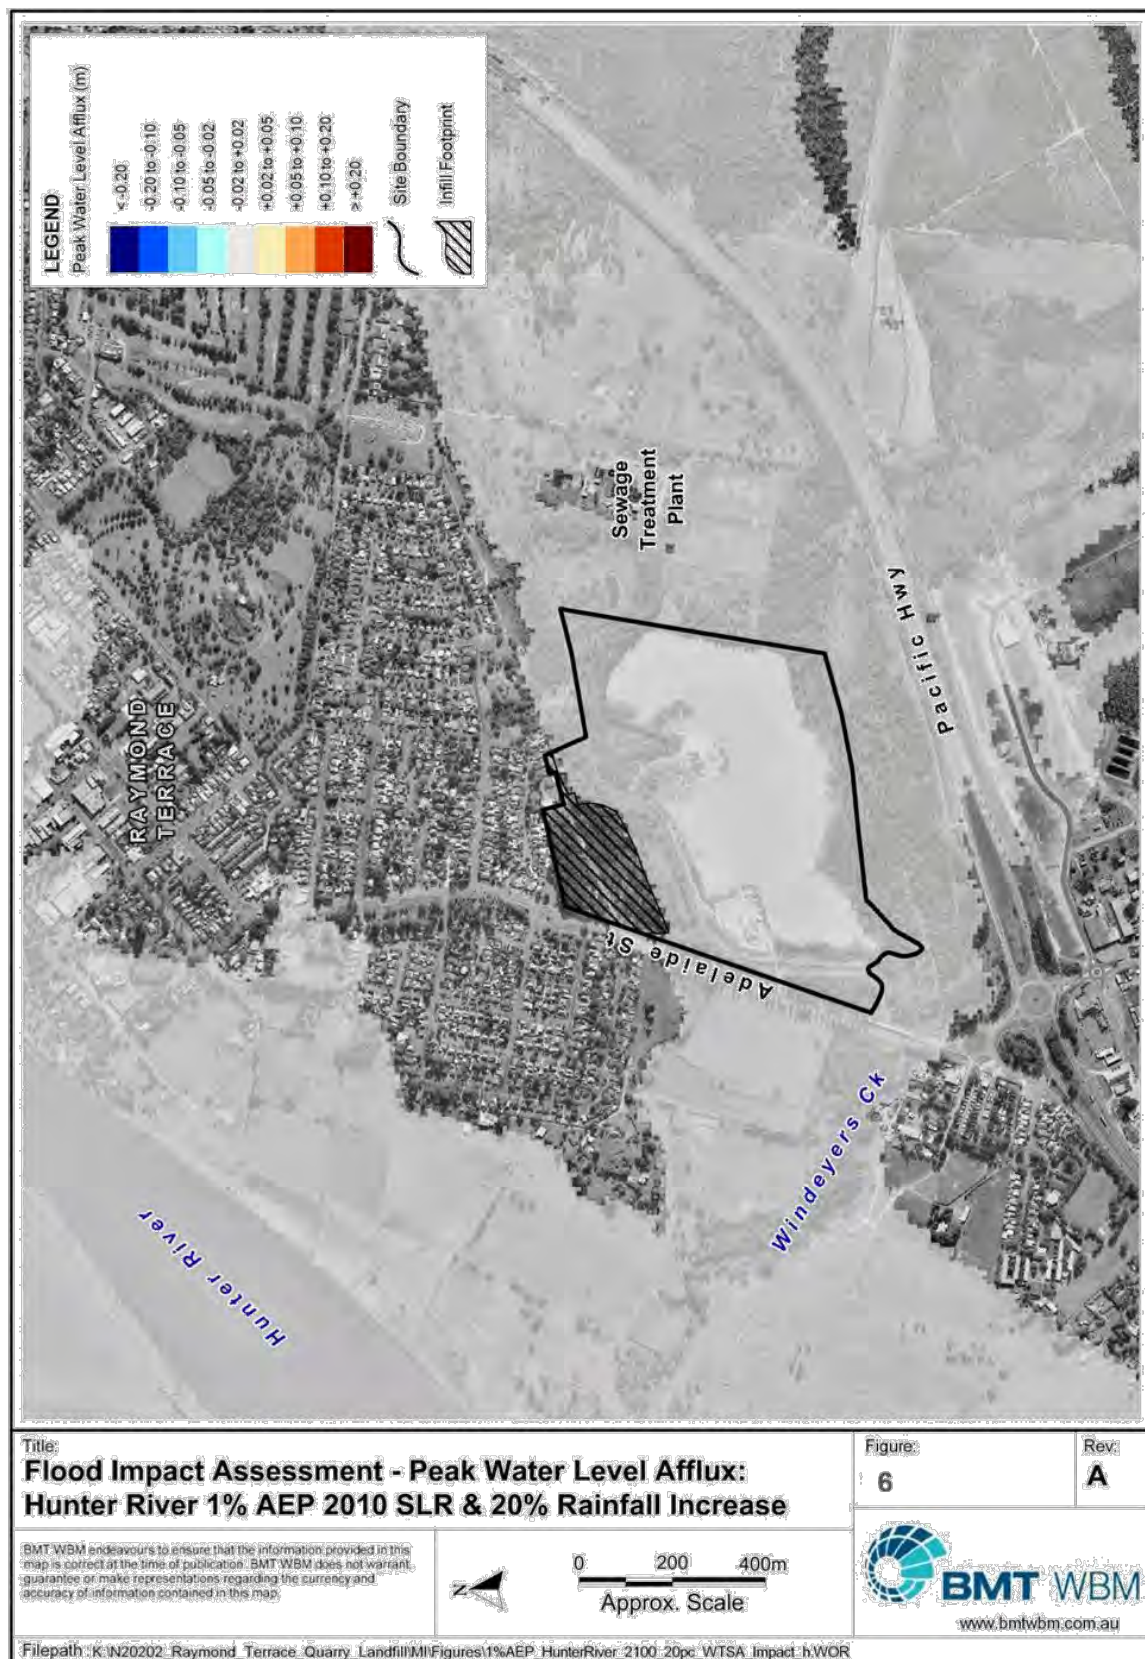 LEGEND
Peak Water Level Afflux (m)
< -0.20
-0.20 to -0.10
-0.10 to -0.05
-0.05 to -0.02
-0.02 to +0.02
+0.02 to +0.05
+0.05 to +0.10
+0.10 to +0.20
> +0.20
Site Boundary
Infill Footprint
RAYMOND
TERRACE
Sewage
Treatment
Plant
Pacific Hwy
Adelaide St
Windeyers Ck
Hunter River
Title:
Flood Impact Assessment - Peak Water Level Afflux:
Hunter River 1% AEP 2010 SLR & 20% Rainfall Increase
Figure:
6
Rev:
A
BMT WBM endeavours to ensure that the information provided in this
map is correct at the time of publication. BMT WBM does not warrant,
guarantee or make representations regarding the currency and
accuracy of information contained in this map.
N
0 200 400m
Approx. Scale
BMT WBM
www.bmtwbm.com.au
Filepath : K:\N20202_Raymond_Terrace_Quarry_Landfill\MI\Figures\1%AEP_HunterRiver_2100_20pc_WTSA_Impact_h.WOR